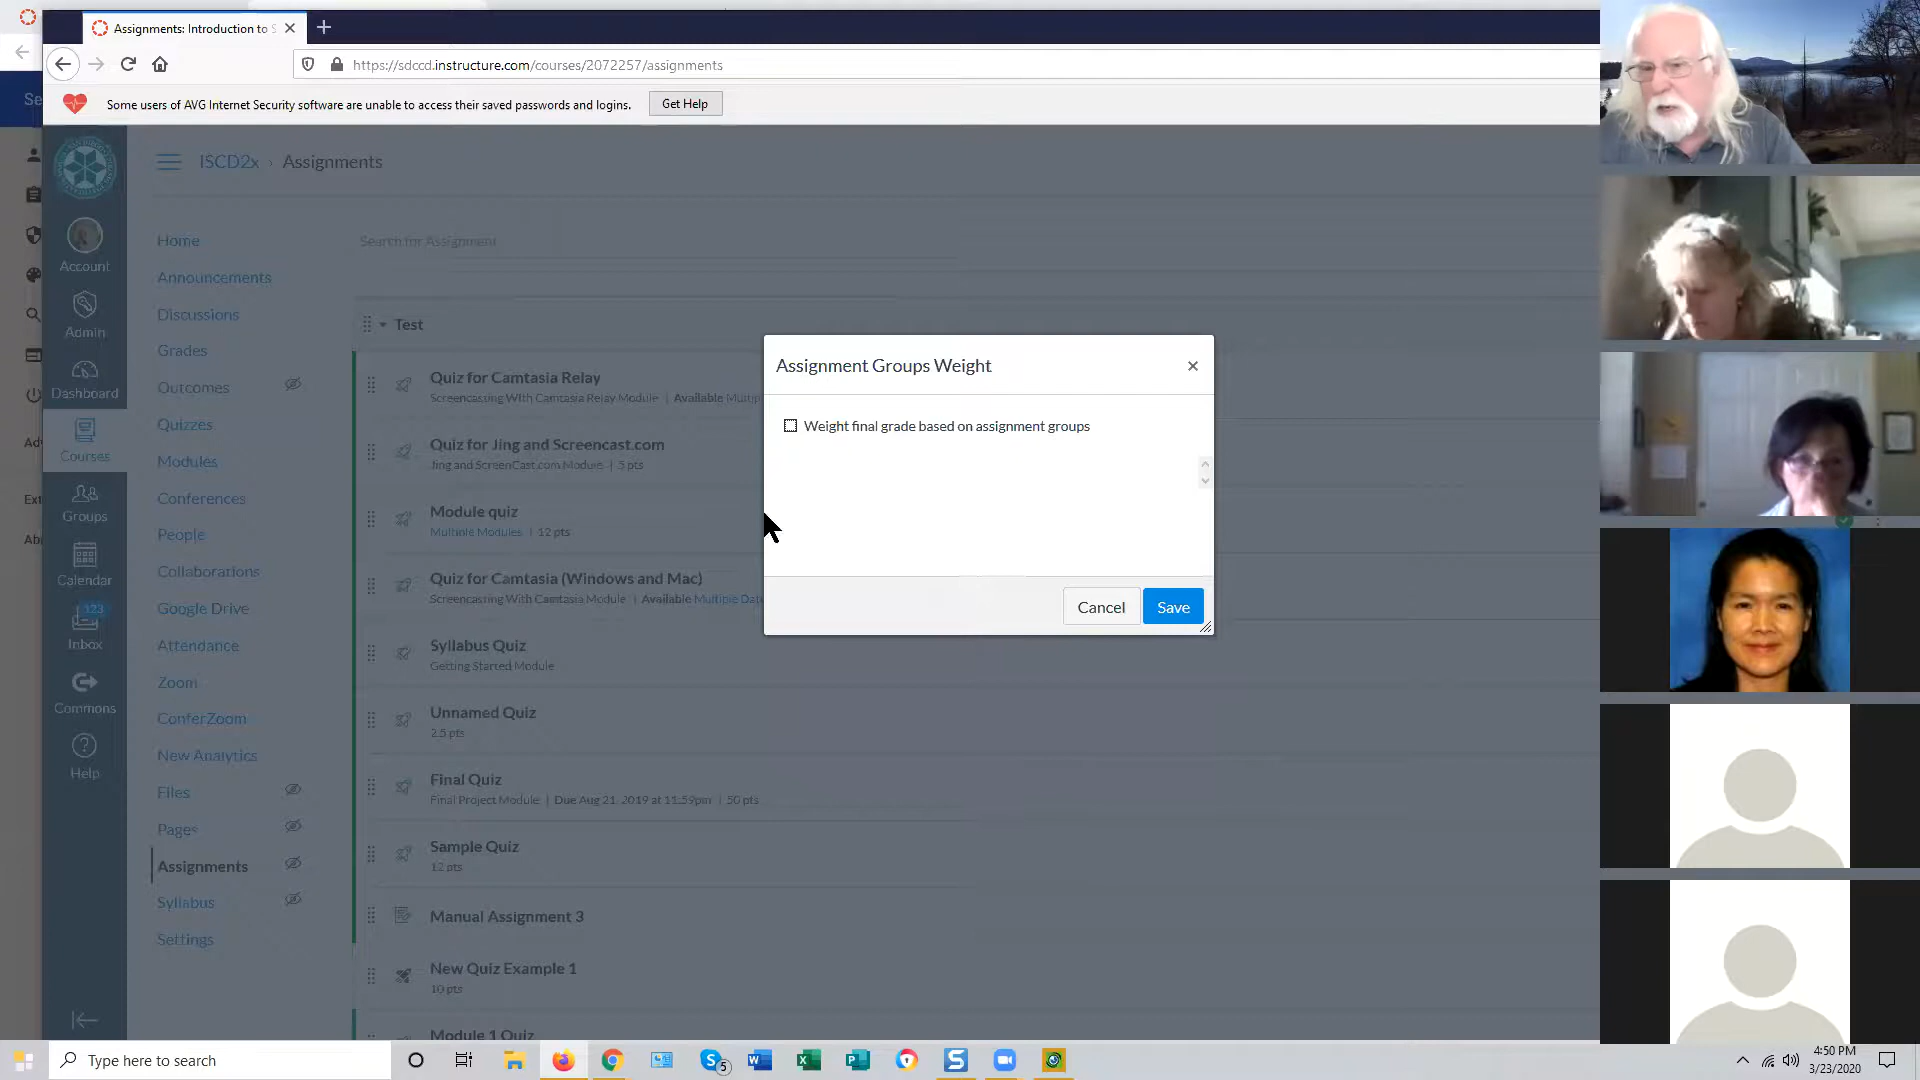 Assignments: Introduction to S
https://sdccd.instructure.com/courses/2072257/assignments
Some users of AVG Internet Security software are unable to access their saved passwords and logins.
Get Help
Se
Ad
Ext
Ab
Account
Admin
Dashboard
Courses
Groups
Calendar
123
Inbox
Commons
Help
ISCD2x › Assignments
Home
Announcements
Discussions
Grades
Outcomes
Quizzes
Modules
Conferences
People
Collaborations
Google Drive
Attendance
Zoom
ConferZoom
New Analytics
Files
Pages
Assignments
Syllabus
Settings
Search for Assignment
Test
Quiz for Camtasia Relay
Screencasting With Camtasia Relay Module | Available Multip
Quiz for Jing and Screencast.com
Jing and ScreenCast.com Module | 5 pts
Module quiz
Multiple Modules | 12 pts
Quiz for Camtasia (Windows and Mac)
Screencasting With Camtasia Module | Available Multiple Date
Syllabus Quiz
Getting Started Module
Unnamed Quiz
2.5 pts
Final Quiz
Final Project Module | Due Aug 21, 2019 at 11:59pm | 50 pts
Sample Quiz
12 pts
Manual Assignment 3
New Quiz Example 1
10 pts
Module 1 Quiz
Assignment Groups Weight
Weight final grade based on assignment groups
Cancel
Save
Type here to search
5
4:50 PM
3/23/2020